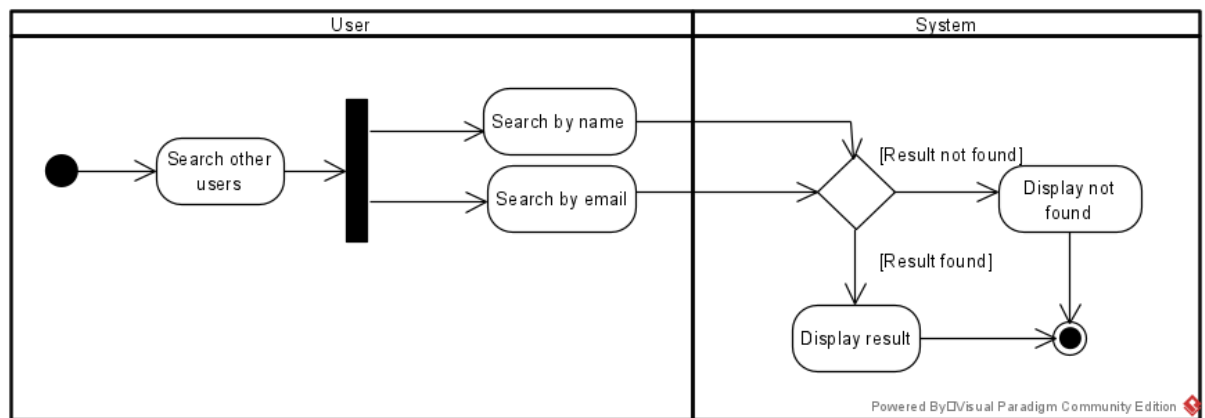 User
System
Search other
users
Search by name
Search by email
[Result not found]
Display not
found
[Result found]
Display result
Powered By□Visual Paradigm Community Edition